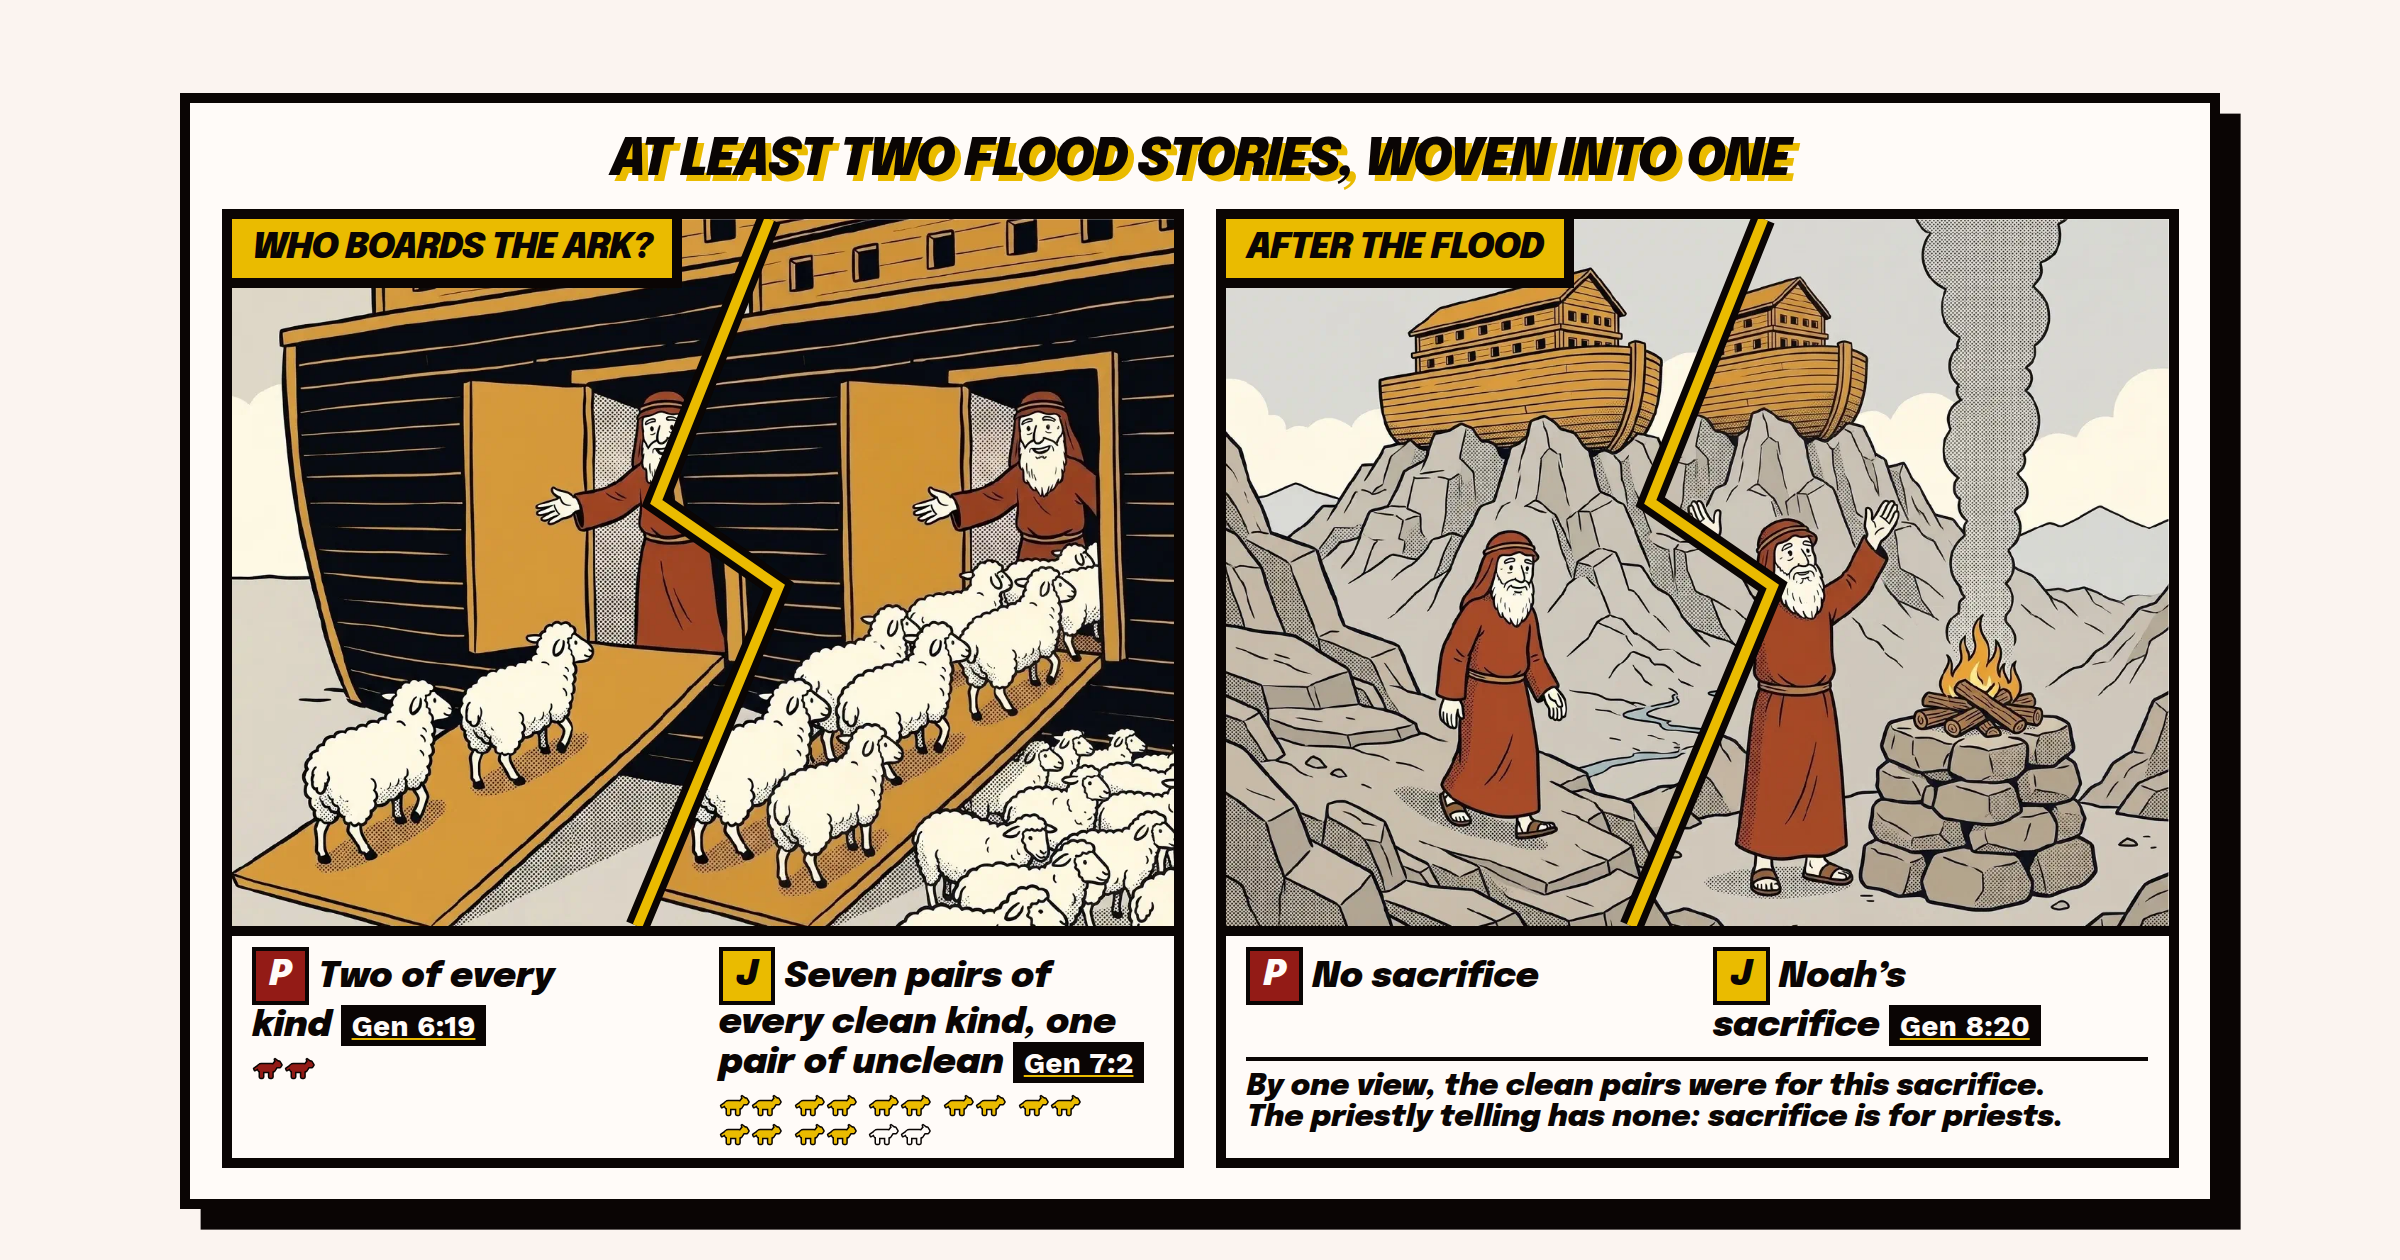 AT LEAST TWO FLOOD STORIES, WOVEN INTO ONE
WHO BOARDS THE ARK?
P Two of every
kind Gen 6:19
J Seven pairs of
every clean kind, one
pair of unclean Gen 7:2
AFTER THE FLOOD
P No sacrifice
J Noah’s
sacrifice Gen 8:20
By one view, the clean pairs were for this sacrifice.
The priestly telling has none: sacrifice is for priests.